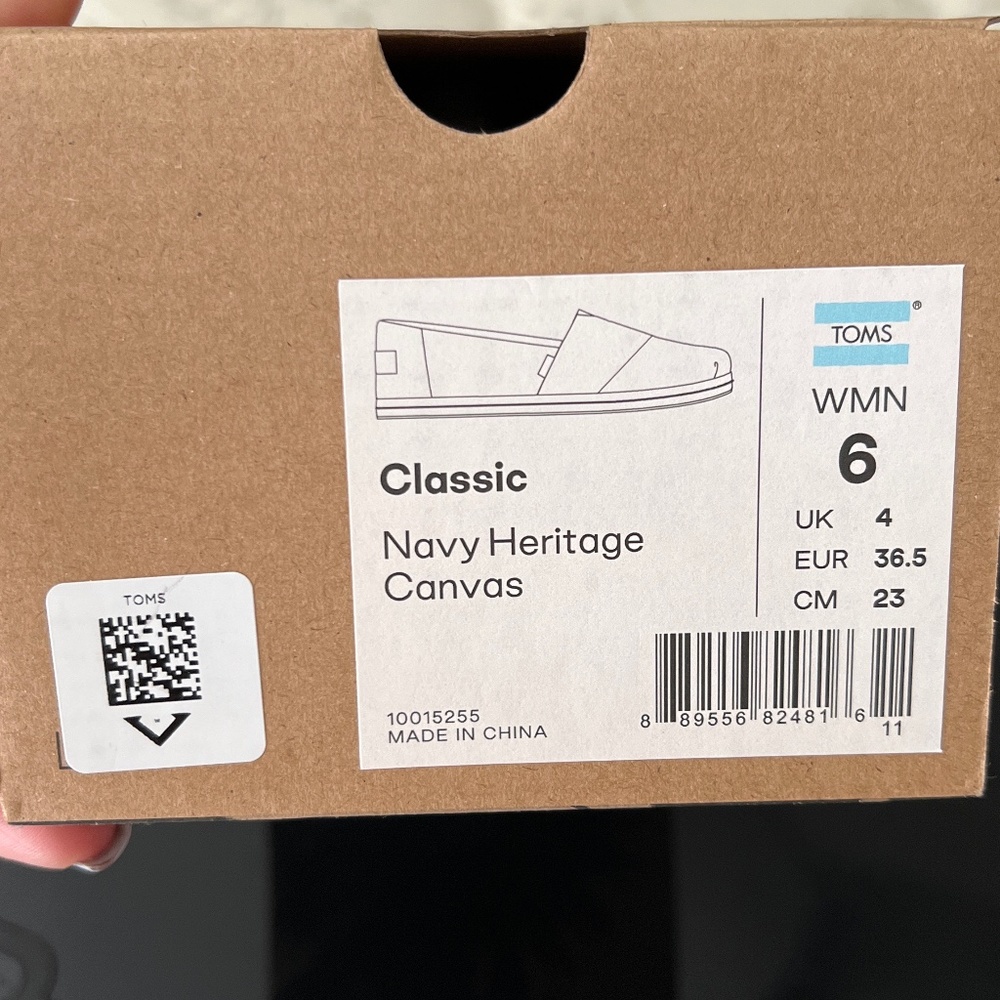 TOMS®
WMN
6
UK 4
EUR 36.5
CM 23
Classic
Navy Heritage
Canvas
10015255
MADE IN CHINA
8 89556 82481 6
11
TOMS